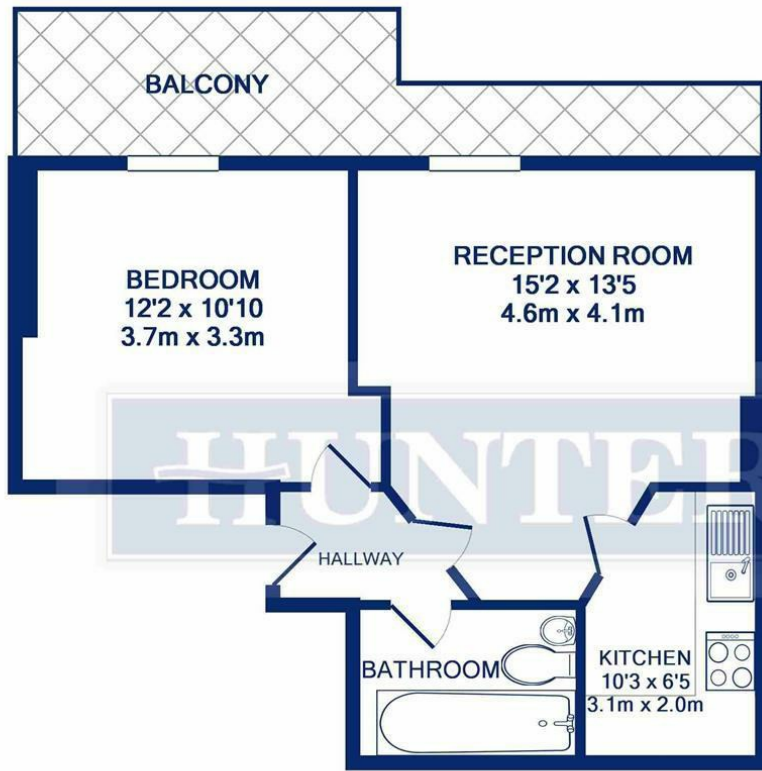 BALCONY
BEDROOM
12'2 x 10'10
3.7m x 3.3m
RECEPTION ROOM
15'2 x 13'5
4.6m x 4.1m
HUNTER
HALLWAY
BATHROOM
KITCHEN
10'3 x 6'5
3.1m x 2.0m